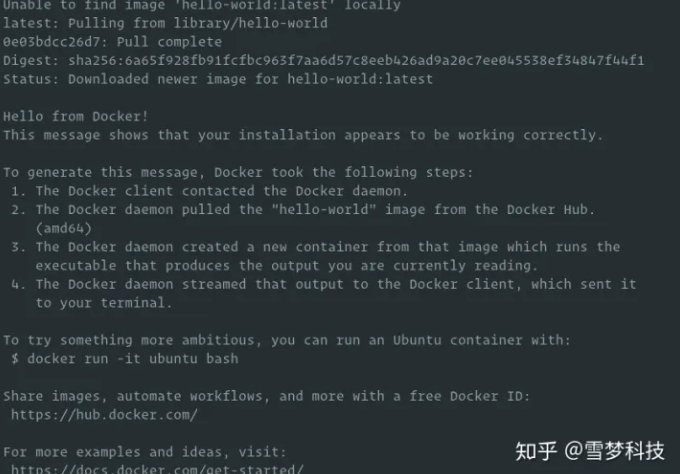 Unable to find image 'hello-world:latest' locally
latest: Pulling from library/hello-world
0e03bdcc26d7: Pull complete
Digest: sha256:6a65f928fb91fcfbc963f7aa6d57c8eeb426ad9a20c7ee045538ef34847f44f1
Status: Downloaded newer image for hello-world:latest
Hello from Docker!
This message shows that your installation appears to be working correctly.
To generate this message, Docker took the following steps:
1. The Docker client contacted the Docker daemon.
2. The Docker daemon pulled the "hello-world" image from the Docker Hub.
(amd64)
3. The Docker daemon created a new container from that image which runs the
executable that produces the output you are currently reading.
4. The Docker daemon streamed that output to the Docker client, which sent it
to your terminal.
To try something more ambitious, you can run an Ubuntu container with:
$ docker run -it ubuntu bash
Share images, automate workflows, and more with a free Docker ID:
https://hub.docker.com/
For more examples and ideas, visit:
https://docs.docker.com/get-started/
知乎 @雪梦科技